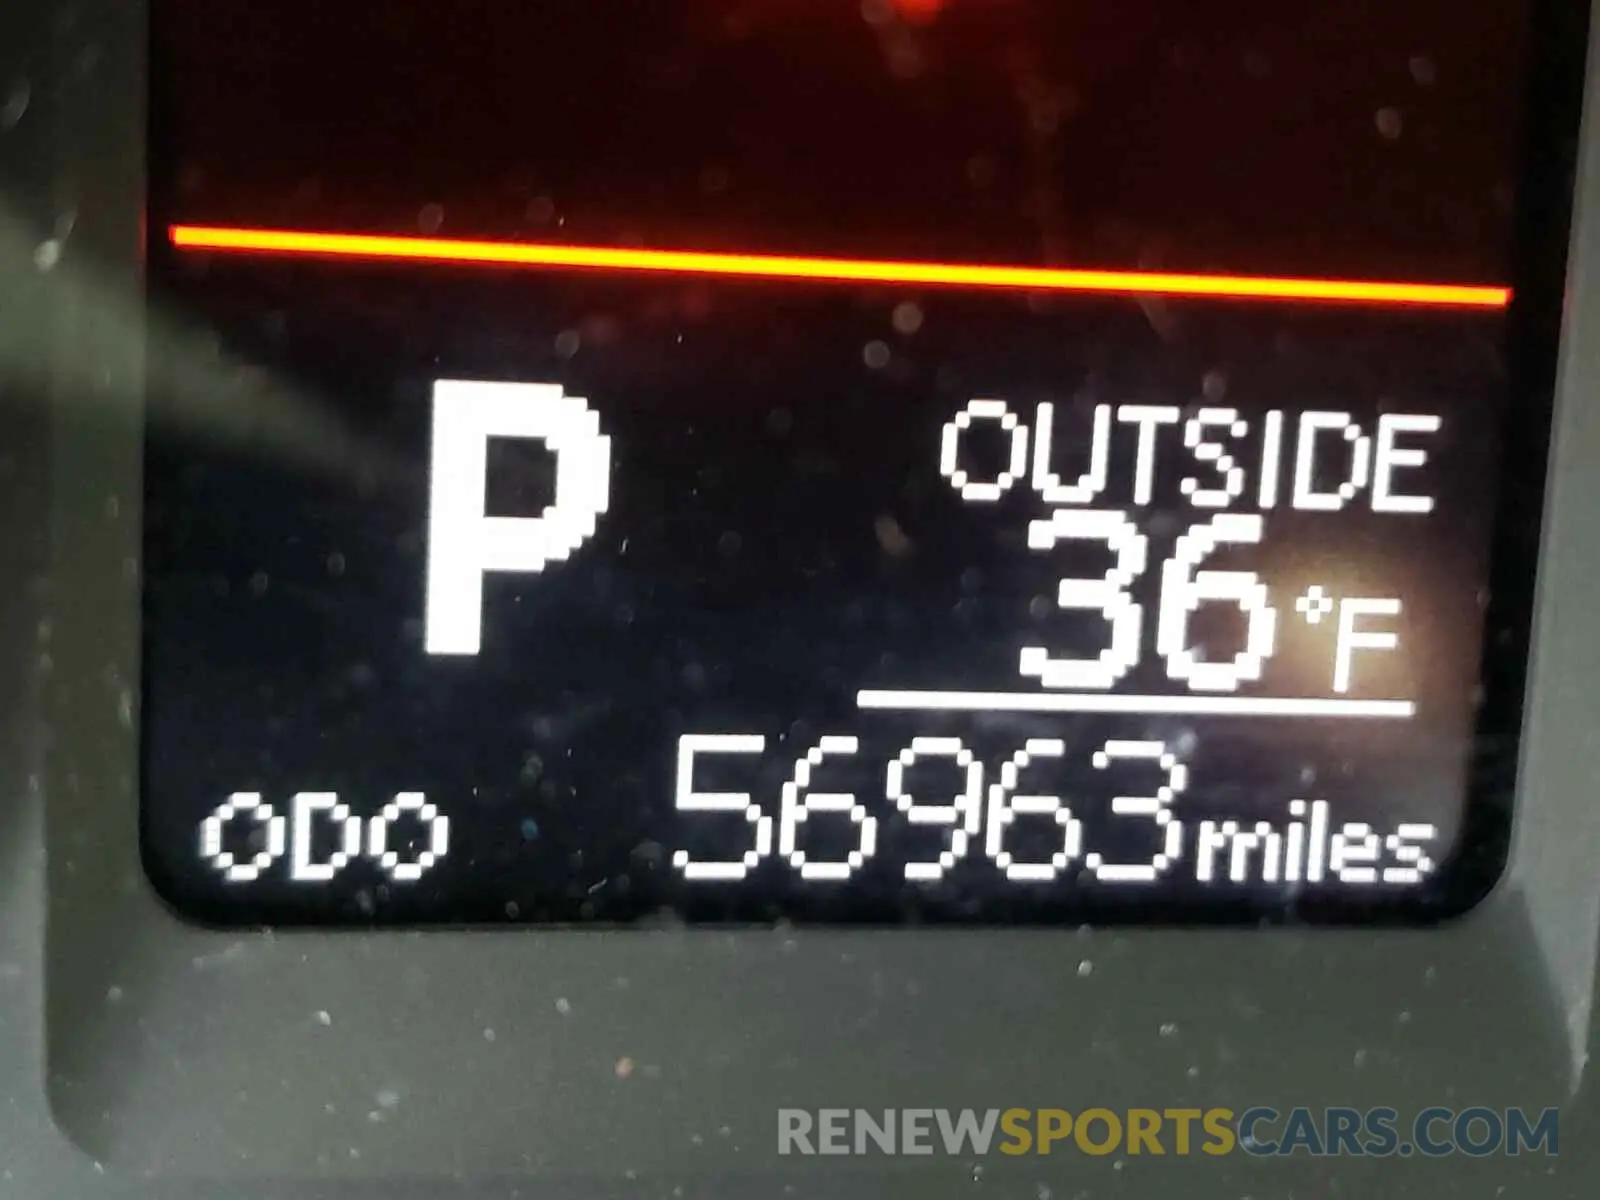 P
OUTSIDE
36°F
ODO 56963 miles
RENEWSPORTSCARS.COM